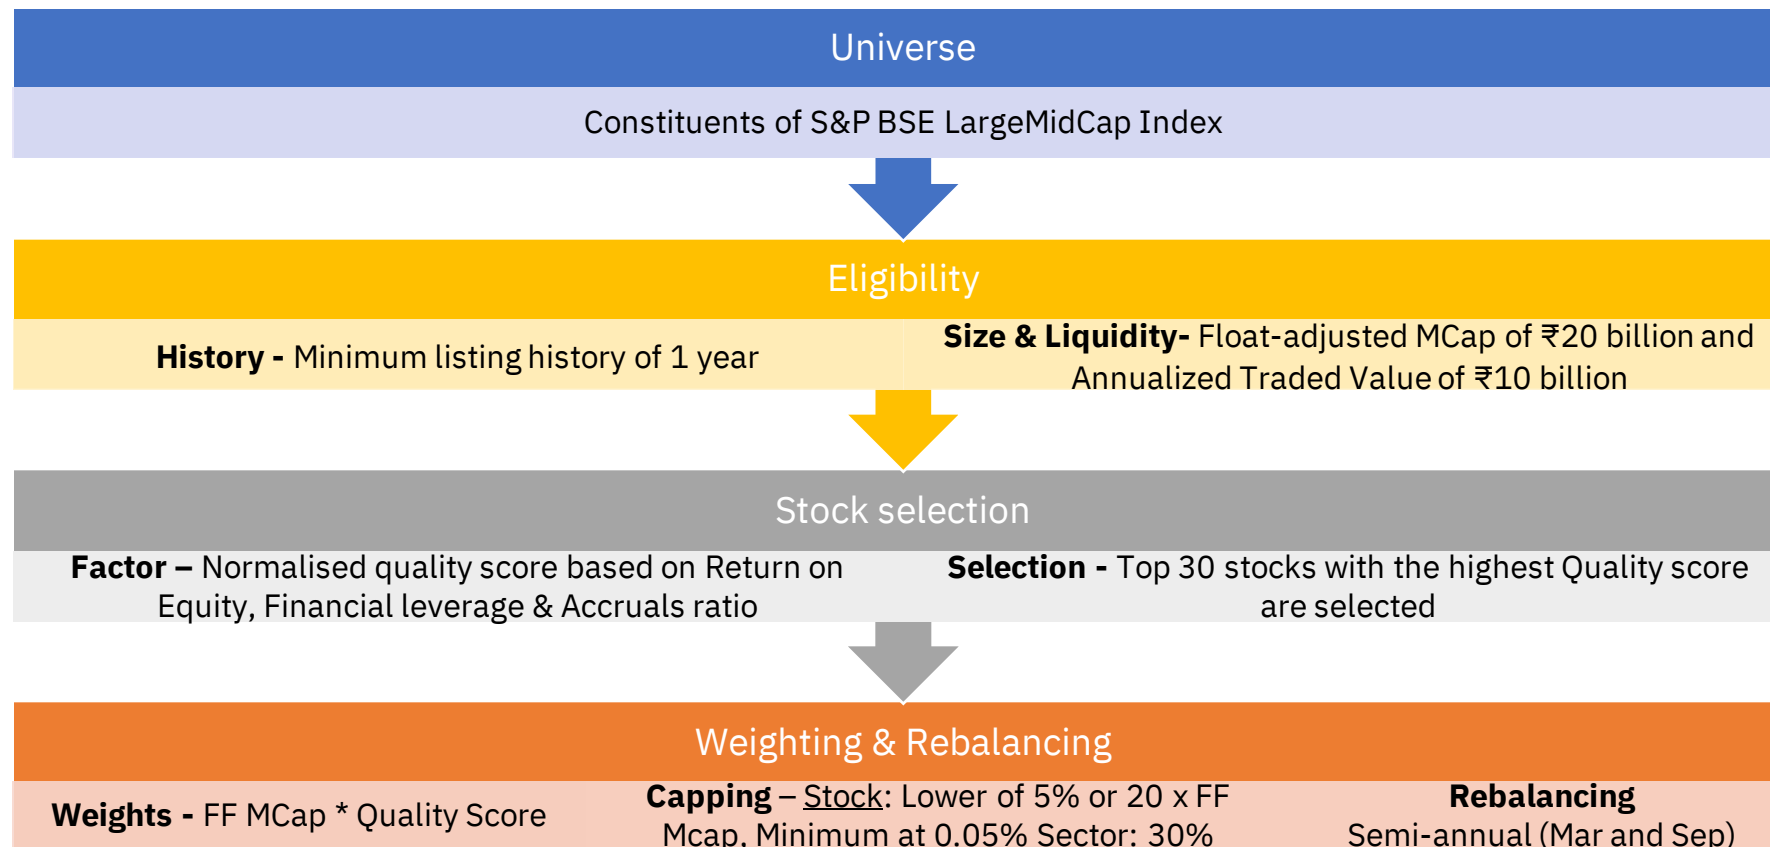 Universe
Constituents of S&P BSE LargeMidCap Index
Eligibility
History - Minimum listing history of 1 year
Size & Liquidity- Float-adjusted MCap of ₹20 billion and
Annualized Traded Value of ₹10 billion
Stock selection
Factor – Normalised quality score based on Return on
Equity, Financial leverage & Accruals ratio
Selection - Top 30 stocks with the highest Quality score
are selected
Weighting & Rebalancing
Weights - FF MCap * Quality Score
Capping – Stock: Lower of 5% or 20 x FF
Mcap, Minimum at 0.05% Sector: 30%
Rebalancing
Semi-annual (Mar and Sep)